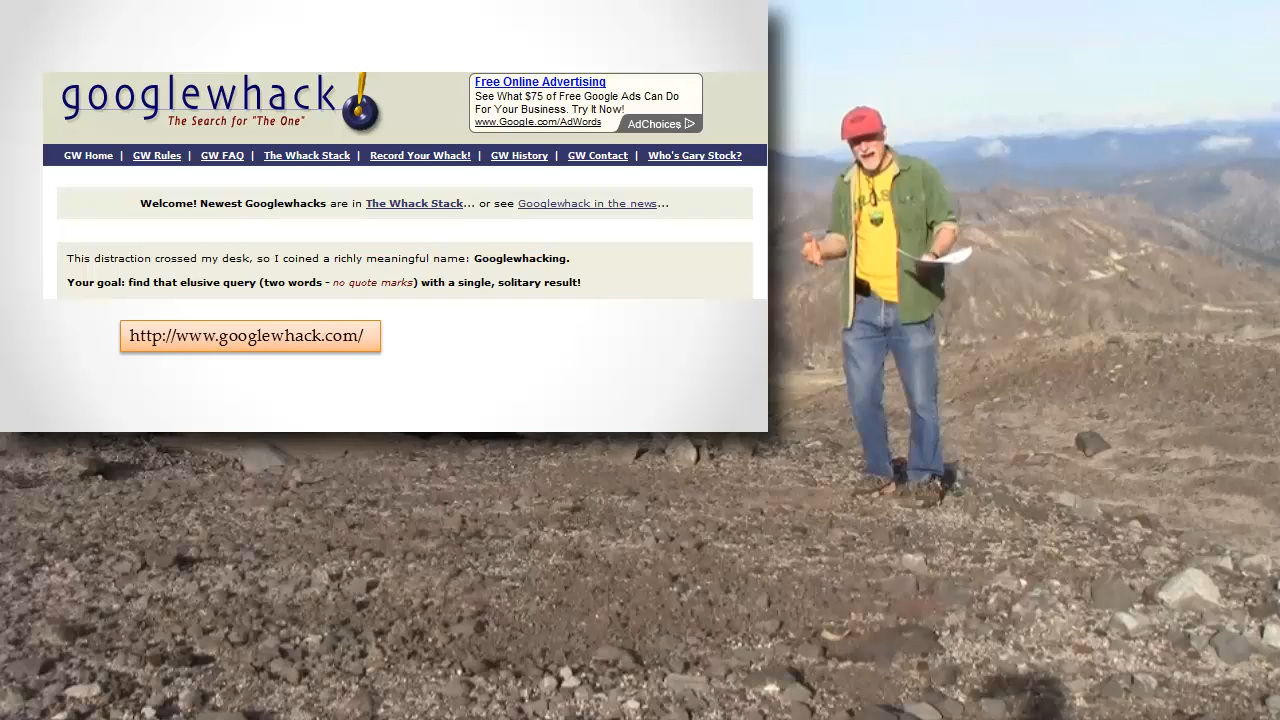 googlewhack
The Search for "The One"
Free Online Advertising
See What $75 of Free Google Ads Can Do
For Your Business. Try It Now!
www.Google.com/AdWords
AdChoices
GW Home | GW Rules | GW FAQ | The Whack Stack | Record Your Whack! | GW History | GW Contact | Who's Gary Stock?
Welcome! Newest Googlewhacks are in The Whack Stack... or see Googlewhack in the news...
This distraction crossed my desk, so I coined a richly meaningful name: Googlewhacking.
Your goal: find that elusive query (two words - no quote marks) with a single, solitary result!
http://www.googlewhack.com/